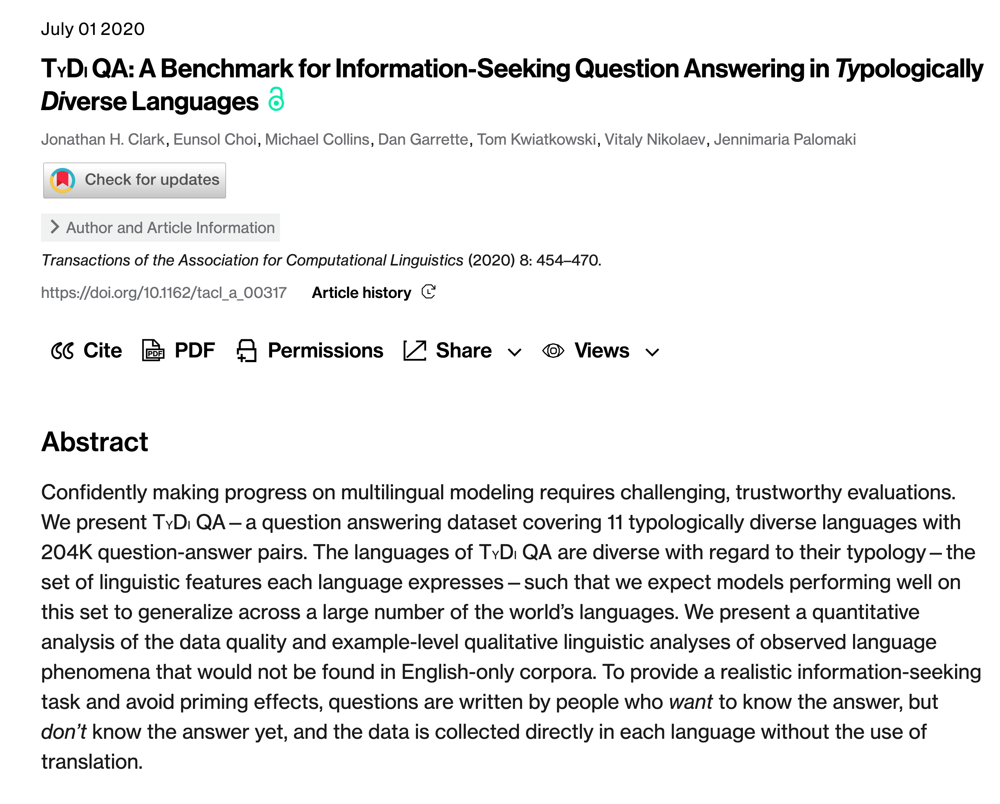 July 01 2020
TYDI QA: A Benchmark for Information-Seeking Question Answering in Typologically
Diverse Languages
Jonathan H. Clark, Eunsol Choi, Michael Collins, Dan Garrette, Tom Kwiatkowski, Vitaly Nikolaev, Jennimaria Palomaki
Check for updates
Author and Article Information
Transactions of the Association for Computational Linguistics (2020) 8: 454–470.
https://doi.org/10.1162/tacl_a_00317 Article history
Cite PDF PDF Permissions Share Views
Abstract
Confidently making progress on multilingual modeling requires challenging, trustworthy evaluations.
We present TYDI QA—a question answering dataset covering 11 typologically diverse languages with
204K question-answer pairs. The languages of TYDI QA are diverse with regard to their typology—the
set of linguistic features each language expresses—such that we expect models performing well on
this set to generalize across a large number of the world’s languages. We present a quantitative
analysis of the data quality and example-level qualitative linguistic analyses of observed language
phenomena that would not be found in English-only corpora. To provide a realistic information-seeking
task and avoid priming effects, questions are written by people who want to know the answer, but
don’t know the answer yet, and the data is collected directly in each language without the use of
translation.